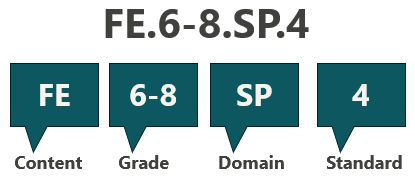 FE.6-8.SP.4
FE 6-8 SP 4
Content Grade Domain Standard